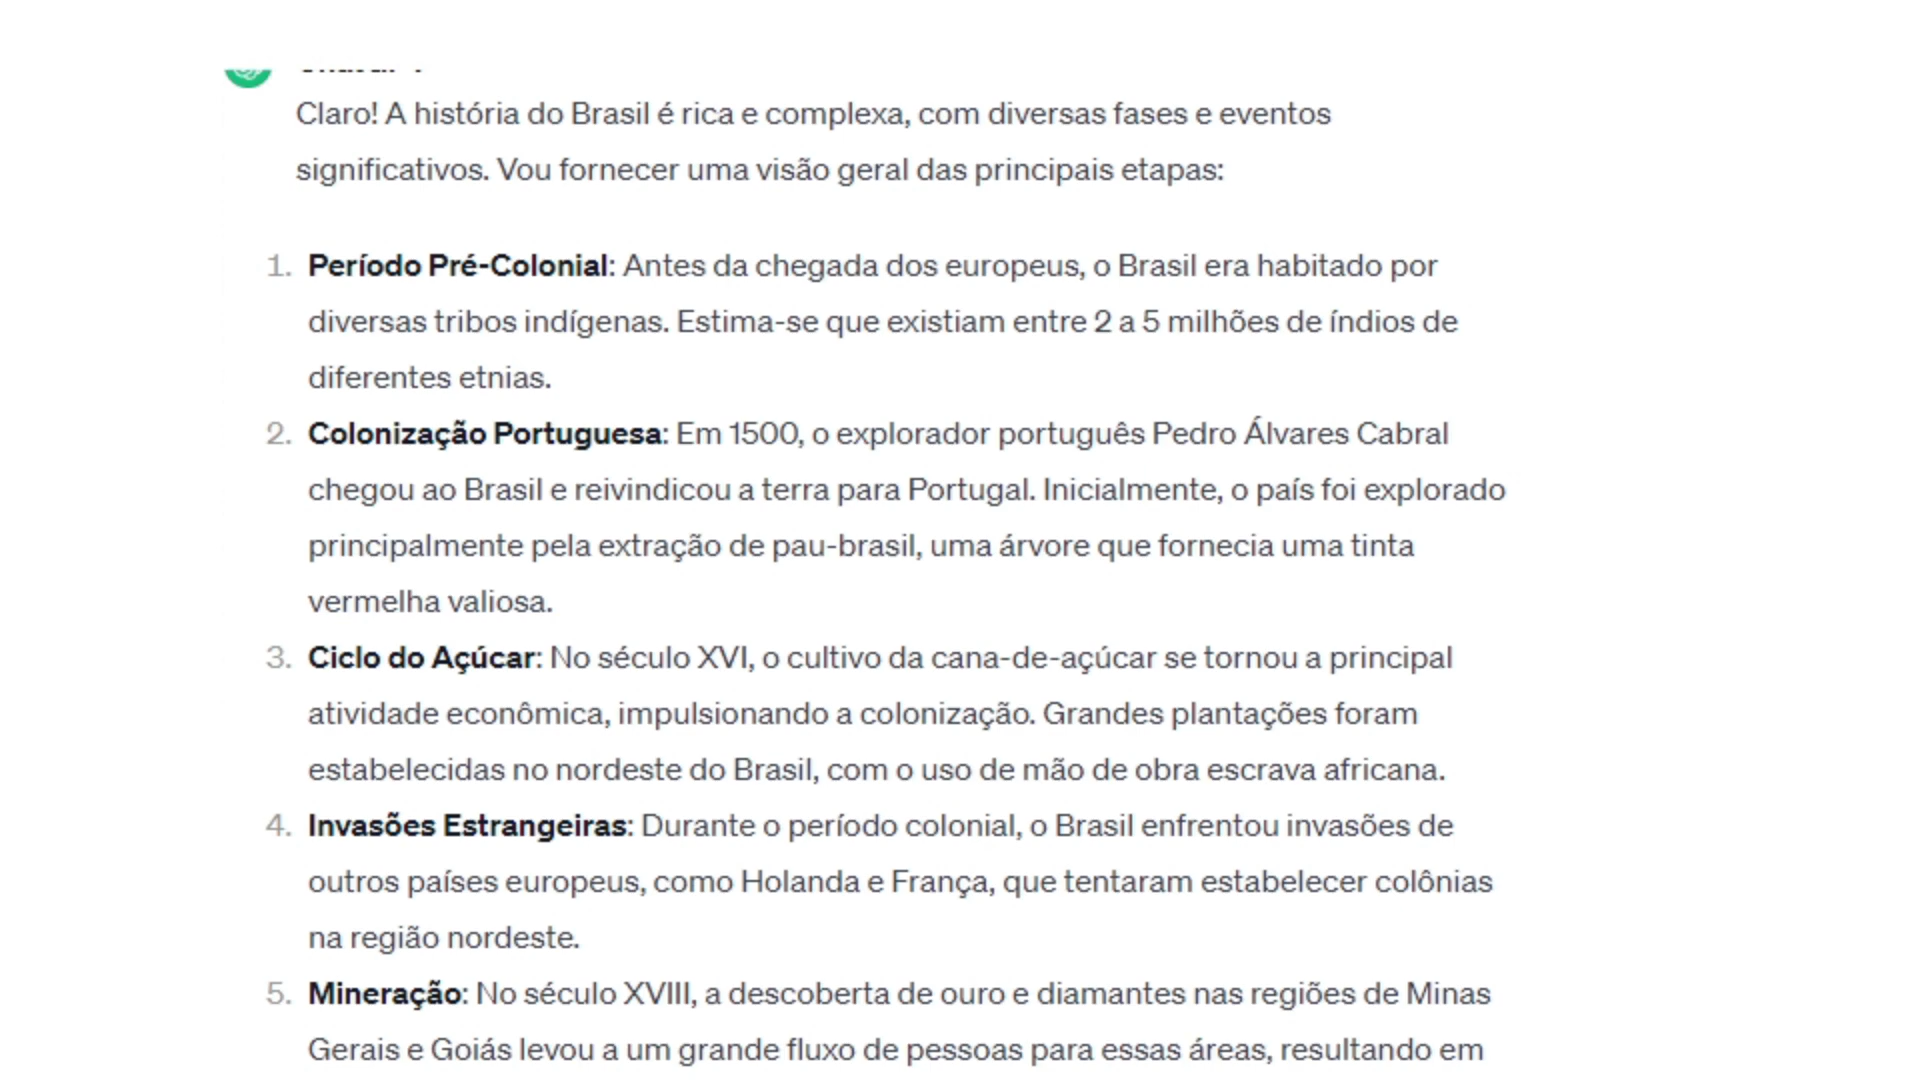 Claro! A história do Brasil é rica e complexa, com diversas fases e eventos
significativos. Vou fornecer uma visão geral das principais etapas:
1. Período Pré-Colonial: Antes da chegada dos europeus, o Brasil era habitado por
diversas tribos indígenas. Estima-se que existiam entre 2 a 5 milhões de índios de
diferentes etnias.
2. Colonização Portuguesa: Em 1500, o explorador português Pedro Álvares Cabral
chegou ao Brasil e reivindicou a terra para Portugal. Inicialmente, o país foi explorado
principalmente pela extração de pau-brasil, uma árvore que fornecia uma tinta
vermelha valiosa.
3. Ciclo do Açúcar: No século XVI, o cultivo da cana-de-açúcar se tornou a principal
atividade econômica, impulsionando a colonização. Grandes plantações foram
estabelecidas no nordeste do Brasil, com o uso de mão de obra escrava africana.
4. Invasões Estrangeiras: Durante o período colonial, o Brasil enfrentou invasões de
outros países europeus, como Holanda e França, que tentaram estabelecer colônias
na região nordeste.
5. Mineração: No século XVIII, a descoberta de ouro e diamantes nas regiões de Minas
Gerais e Goiás levou a um grande fluxo de pessoas para essas áreas, resultando em